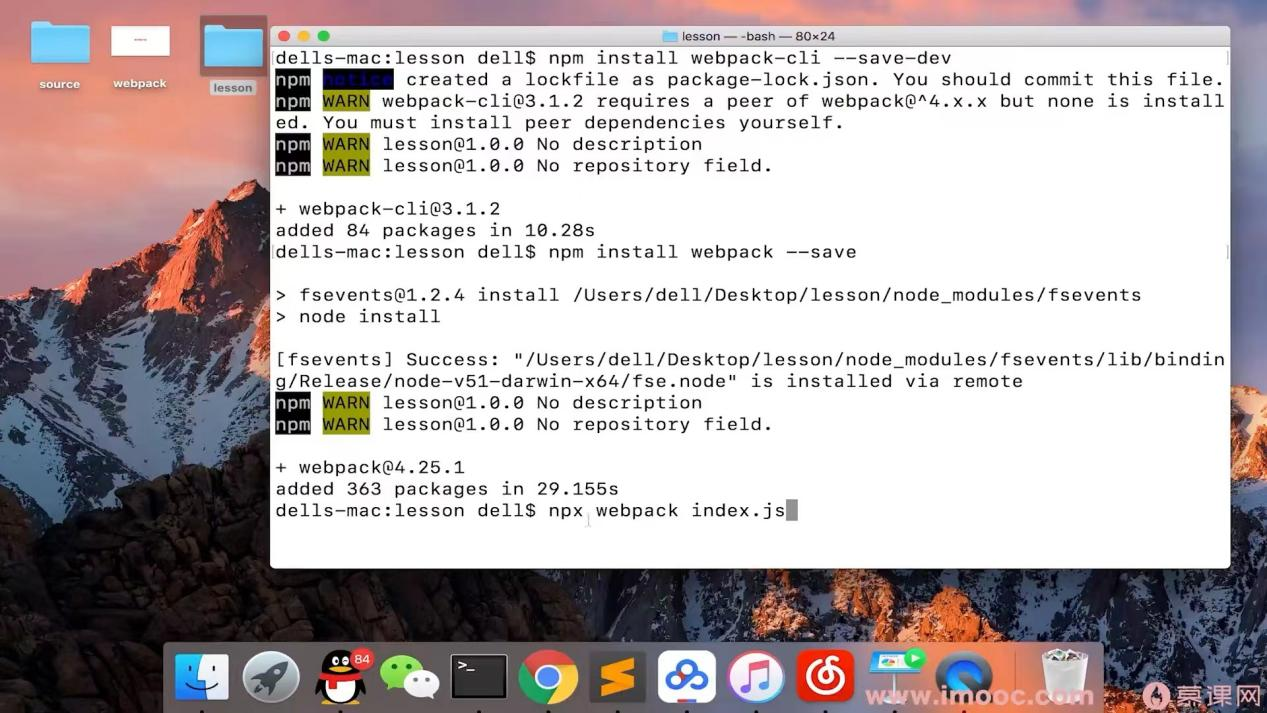 lesson — -bash — 80×24
source
webpack
lesson
dells-mac:lesson dell$ npm install webpack-cli --save-dev
npm notice created a lockfile as package-lock.json. You should commit this file.
npm WARN webpack-cli@3.1.2 requires a peer of webpack@^4.x.x but none is install
ed. You must install peer dependencies yourself.
npm WARN lesson@1.0.0 No description
npm WARN lesson@1.0.0 No repository field.
+ webpack-cli@3.1.2
added 84 packages in 10.28s
dells-mac:lesson dell$ npm install webpack --save
> fsevents@1.2.4 install /Users/dell/Desktop/lesson/node_modules/fsevents
> node install
[fsevents] Success: "/Users/dell/Desktop/lesson/node_modules/fsevents/lib/bindin
g/Release/node-v51-darwin-x64/fse.node" is installed via remote
npm WARN lesson@1.0.0 No description
npm WARN lesson@1.0.0 No repository field.
+ webpack@4.25.1
added 363 packages in 29.155s
dells-mac:lesson dell$ npx webpack index.js
84
>_
www.imooc.com
慕课网